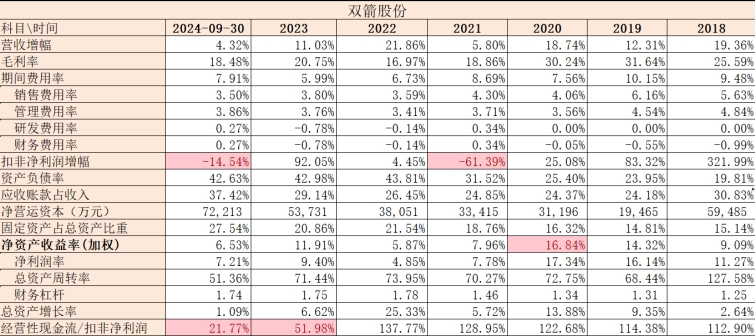 双箭股份
科目\时间 2024-09-30 2023 2022 2021 2020 2019 2018
营收增幅 4.32% 11.03% 21.86% 5.80% 18.74% 12.31% 19.36%
毛利率 18.48% 20.75% 16.97% 18.86% 30.24% 31.64% 25.59%
期间费用率 7.91% 5.99% 6.73% 8.69% 7.56% 10.15% 9.48%
销售费用率 3.50% 3.80% 3.59% 4.30% 4.06% 6.16% 5.63%
管理费用率 3.86% 3.76% 3.41% 3.71% 3.56% 4.54% 4.84%
研发费用率 0.27% -0.78% -0.14% 0.34% 0.00% 0.00% 0.00%
财务费用率 0.27% -0.78% -0.14% 0.34% -0.05% -0.55% -0.99%
扣非净利润增幅 -14.54% 92.05% 4.45% -61.39% 25.08% 83.32% 321.99%
资产负债率 42.63% 42.98% 43.81% 31.52% 25.40% 23.95% 19.81%
应收账款占收入 37.42% 29.14% 26.45% 24.85% 24.37% 24.18% 30.83%
净营运资本（万元） 72,213 53,731 38,051 33,415 31,196 19,465 59,485
固定资产占总资产比重 27.54% 20.86% 21.54% 18.76% 16.32% 14.81% 15.14%
净资产收益率(加权) 6.53% 11.91% 5.87% 7.96% 16.84% 14.32% 9.09%
净利润率 7.21% 9.40% 4.85% 7.78% 17.34% 16.14% 11.27%
总资产周转率 51.36% 71.44% 73.95% 70.27% 72.75% 68.44% 127.58%
财务杠杆 1.74 1.75 1.78 1.46 1.34 1.31 1.25
总资产增长率 1.09% 6.62% 25.33% 5.72% 13.88% 9.35% 2.64%
经营性现金流/扣非净利润 21.77% 51.98% 137.77% 128.95% 122.68% 114.38% 112.90%